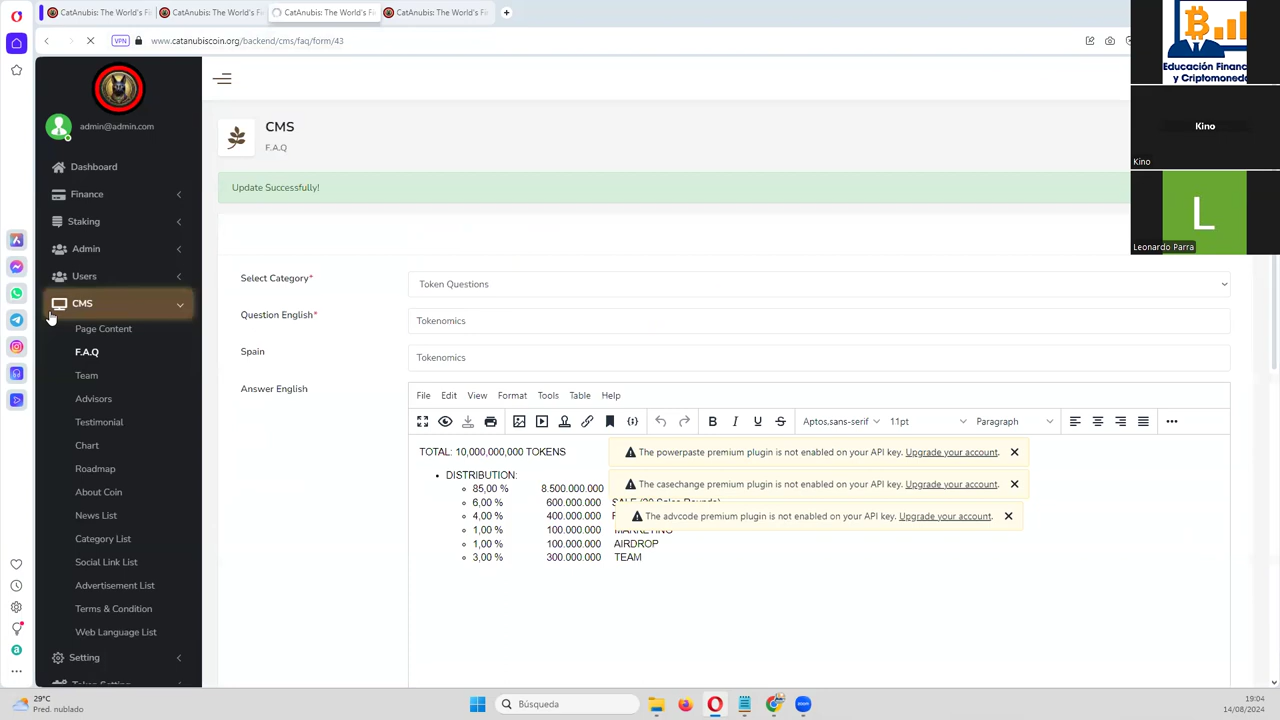 CatAnubis: The World's Fi
CatAnubis: The World's Fi
CatAnubis: The World's Fi
CatAnubis: The World's Fi
VPN
www.catanubiscoin.org/backend/cms/faq/form/43
Educación Financ
y Criptomoneda
Kino
Kino
L
Leonardo Parra
admin@admin.com
Dashboard
Finance
Staking
Admin
Users
CMS
Page Content
F.A.Q
Team
Advisors
Testimonial
Chart
Roadmap
About Coin
News List
Category List
Social Link List
Advertisement List
Terms & Condition
Web Language List
Setting
CMS
F.A.Q
Update Successfully!
Select Category*
Token Questions
Question English*
Tokenomics
Spain
Tokenomics
Answer English
File Edit View Format Tools Table Help
B I U S Aptos,sans-serif 11pt Paragraph
TOTAL: 10,000,000,000 TOKENS
DISTRIBUTION:
85,00 % 8.500.000.000
6,00 % 600.000.000
4,00 % 400.000.000
1,00 % 100.000.000 MARKETING
1,00 % 100.000.000 AIRDROP
3,00 % 300.000.000 TEAM
The powerpaste premium plugin is not enabled on your API key. Upgrade your account.
The casechange premium plugin is not enabled on your API key. Upgrade your account.
The advcode premium plugin is not enabled on your API key. Upgrade your account.
29°C
Pred. nublado
Búsqueda
zoom
19:04
14/08/2024